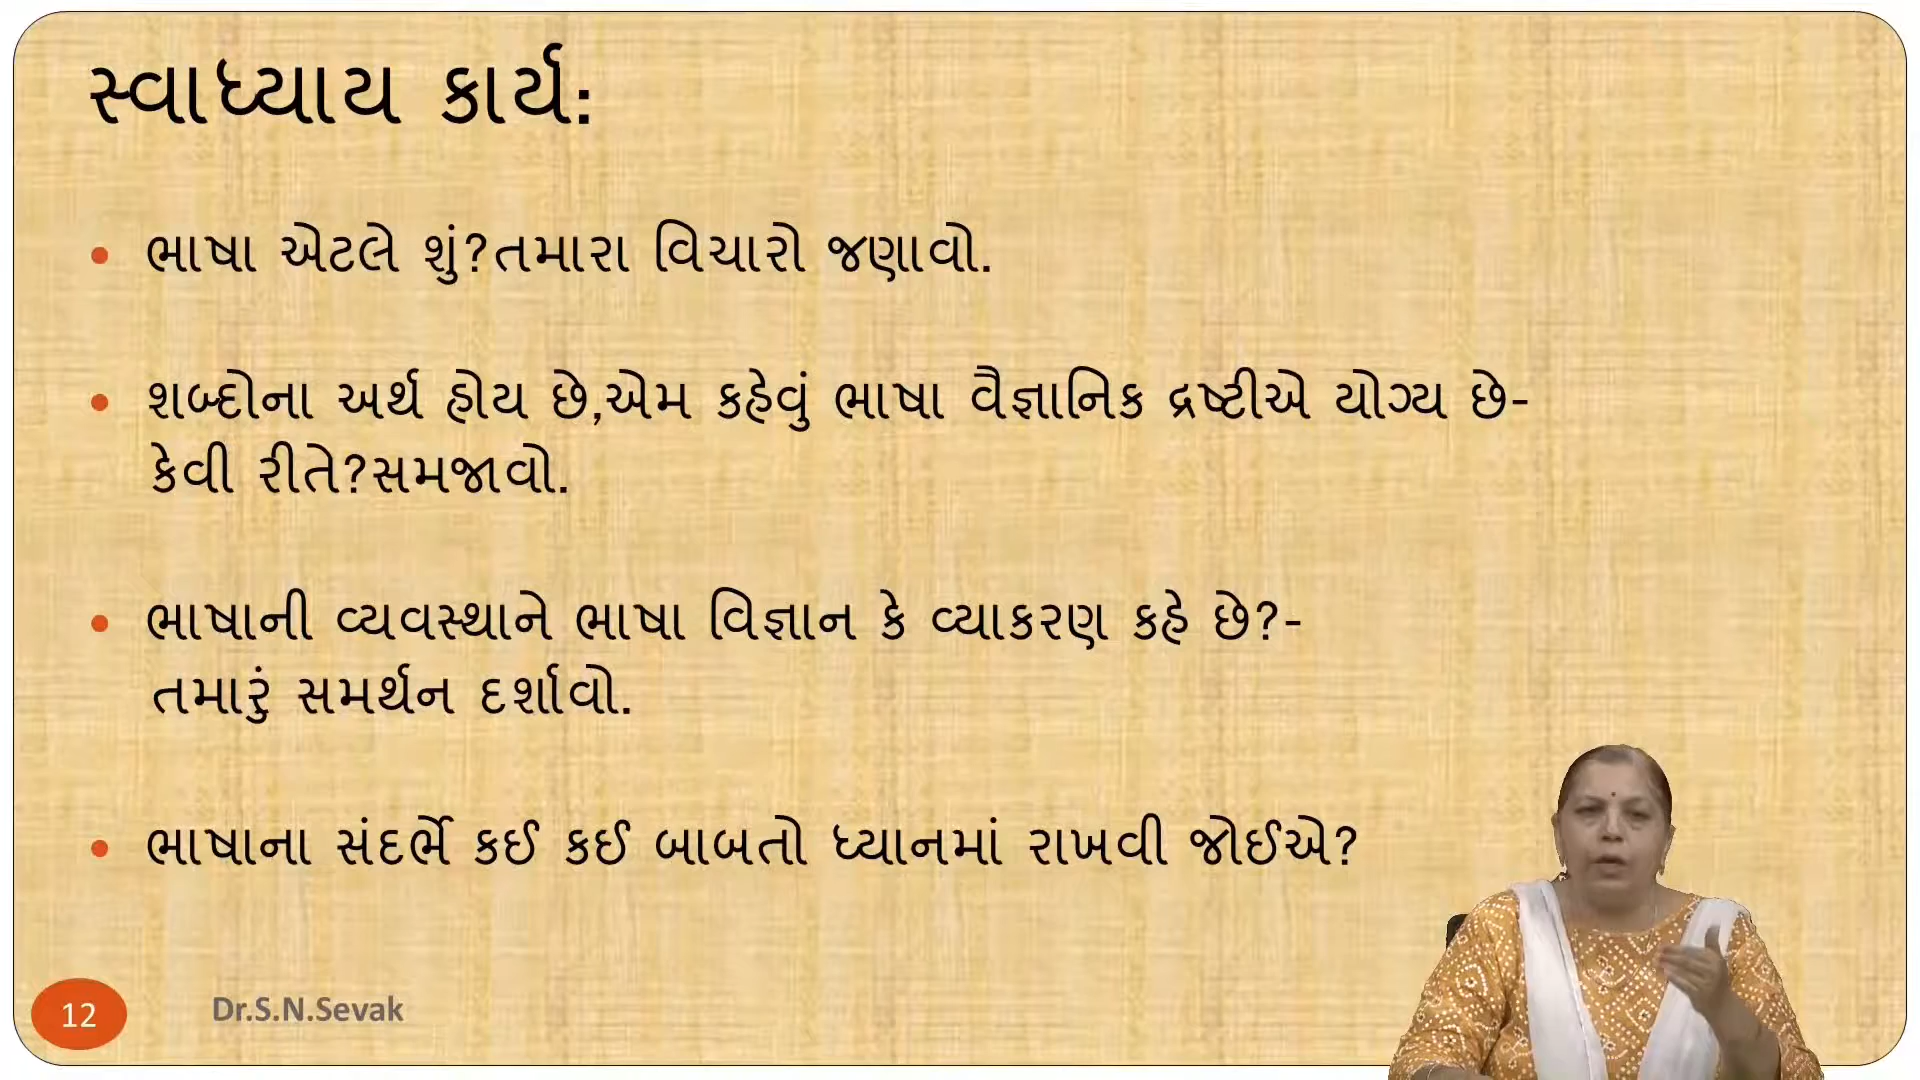 સ્વાધ્યાય કાર્ય:
• ભાષા એટલે શું?તમારા વિચારો જણાવો.
• શબ્દોના અર્થ હોય છે,એમ કહેવું ભાષા વૈજ્ઞાનિક દ્રષ્ટીએ યોગ્ય છે-
કેવી રીતે?સમજાવો.
• ભાષાની વ્યવસ્થાને ભાષા વિજ્ઞાન કે વ્યાકરણ કહે છે?-
તમારું સમર્થન દર્શાવો.
• ભાષાના સંદર્ભે કઈ કઈ બાબતો ધ્યાનમાં રાખવી જોઈએ?
12 Dr.S.N.Sevak